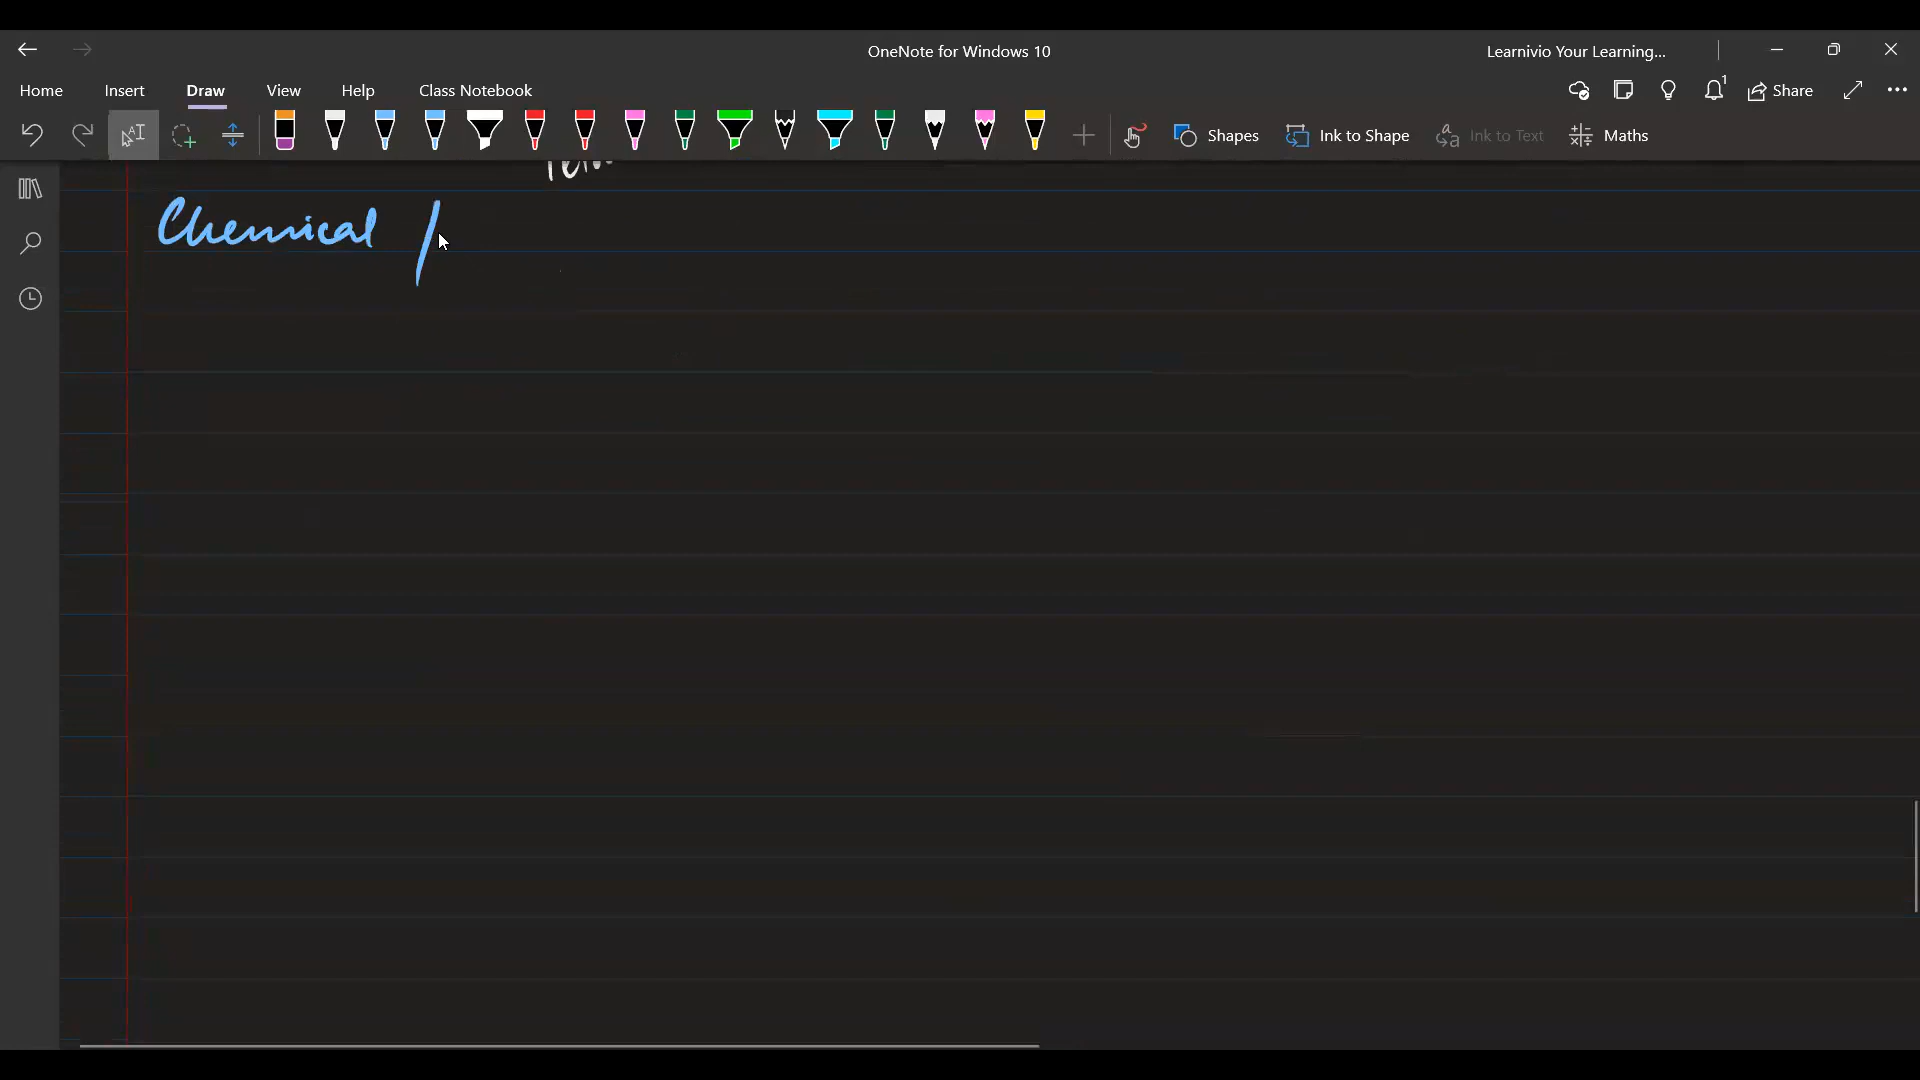 OneNote for Windows 10
Learnivio Your Learning...
Home Insert Draw View Help Class Notebook
1
Share
Shapes
Ink to Shape
Ink to Text
Maths
Chemical /